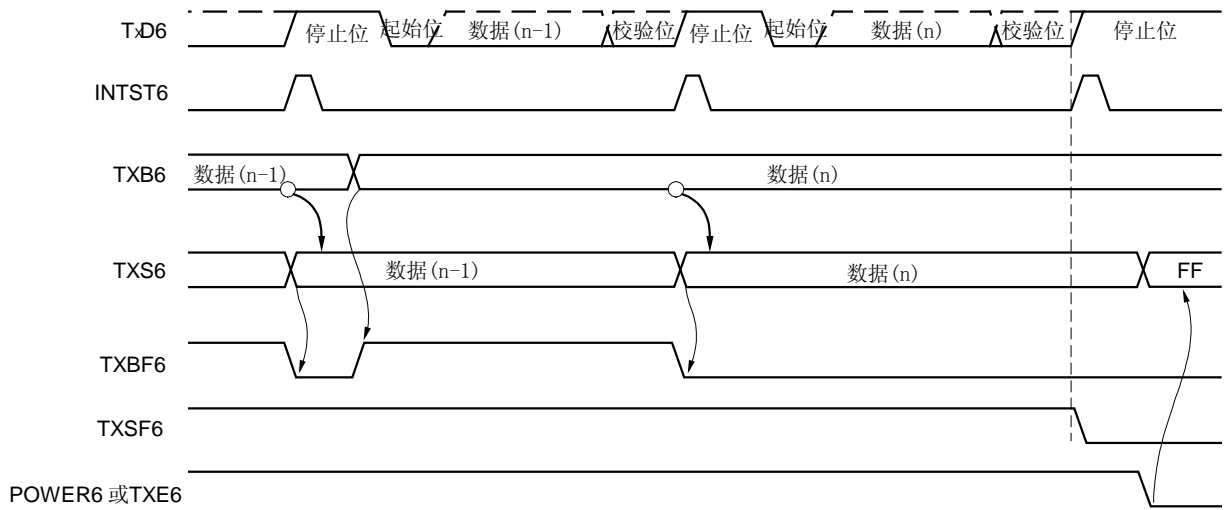 TxD6 停止位 起始位 数据(n-1) 校验位 停止位 起始位 数据(n) 校验位 停止位
INTST6
TXB6 数据(n-1) 数据(n)
TXS6 数据(n-1) 数据(n) FF
TXBF6
TXSF6
POWER6 或TXE6